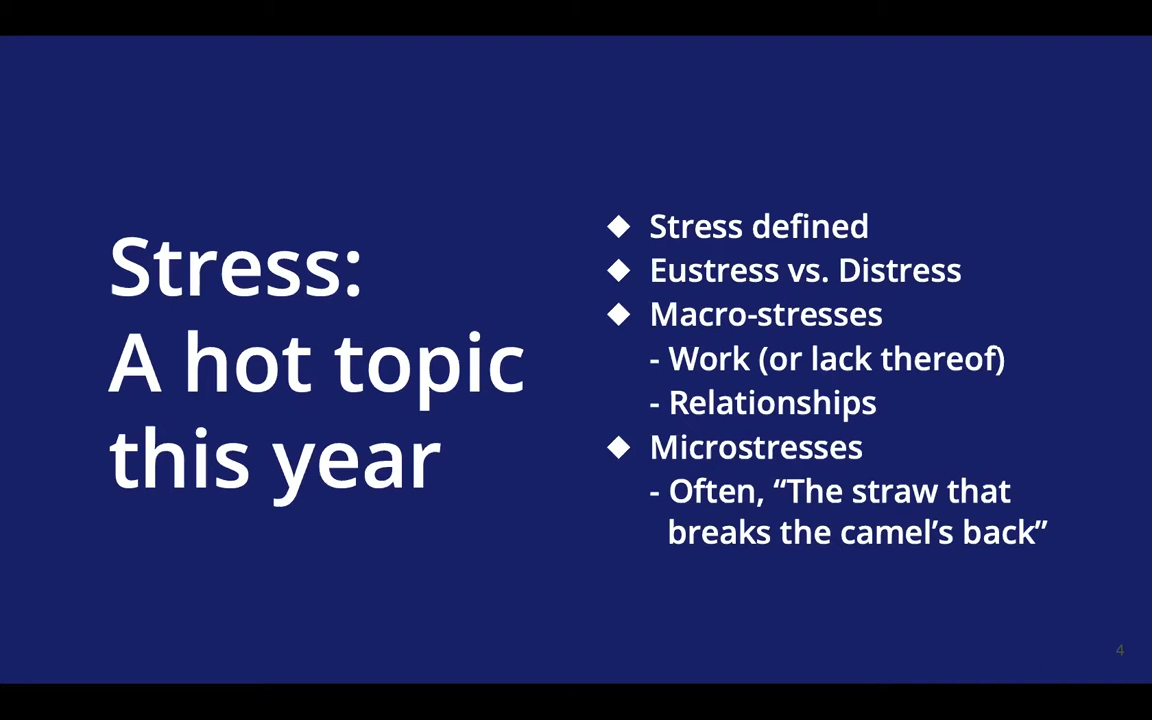 Stress:
A hot topic
this year
◆ Stress defined
◆ Eustress vs. Distress
◆ Macro-stresses
- Work (or lack thereof)
- Relationships
◆ Microstresses
- Often, “The straw that
breaks the camel’s back”
4